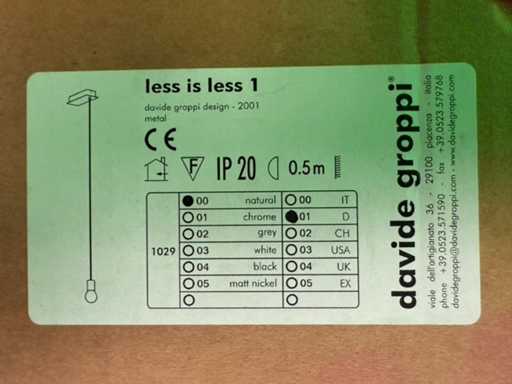 less is less 1
davide groppi design - 2001
metal
CE
F IP 20 0.5m
1029
00 natural 00 IT
01 chrome 01 D
02 grey 02 CH
03 white 03 USA
04 black 04 UK
05 matt nickel 05 EX
davide groppi®
viale dell'artigianato 36 - 29100 piacenza - italia
phone +39.0523.571590 - fax +39.0523.579768
davidegroppi@davidegroppi.com - www.davidegroppi.com